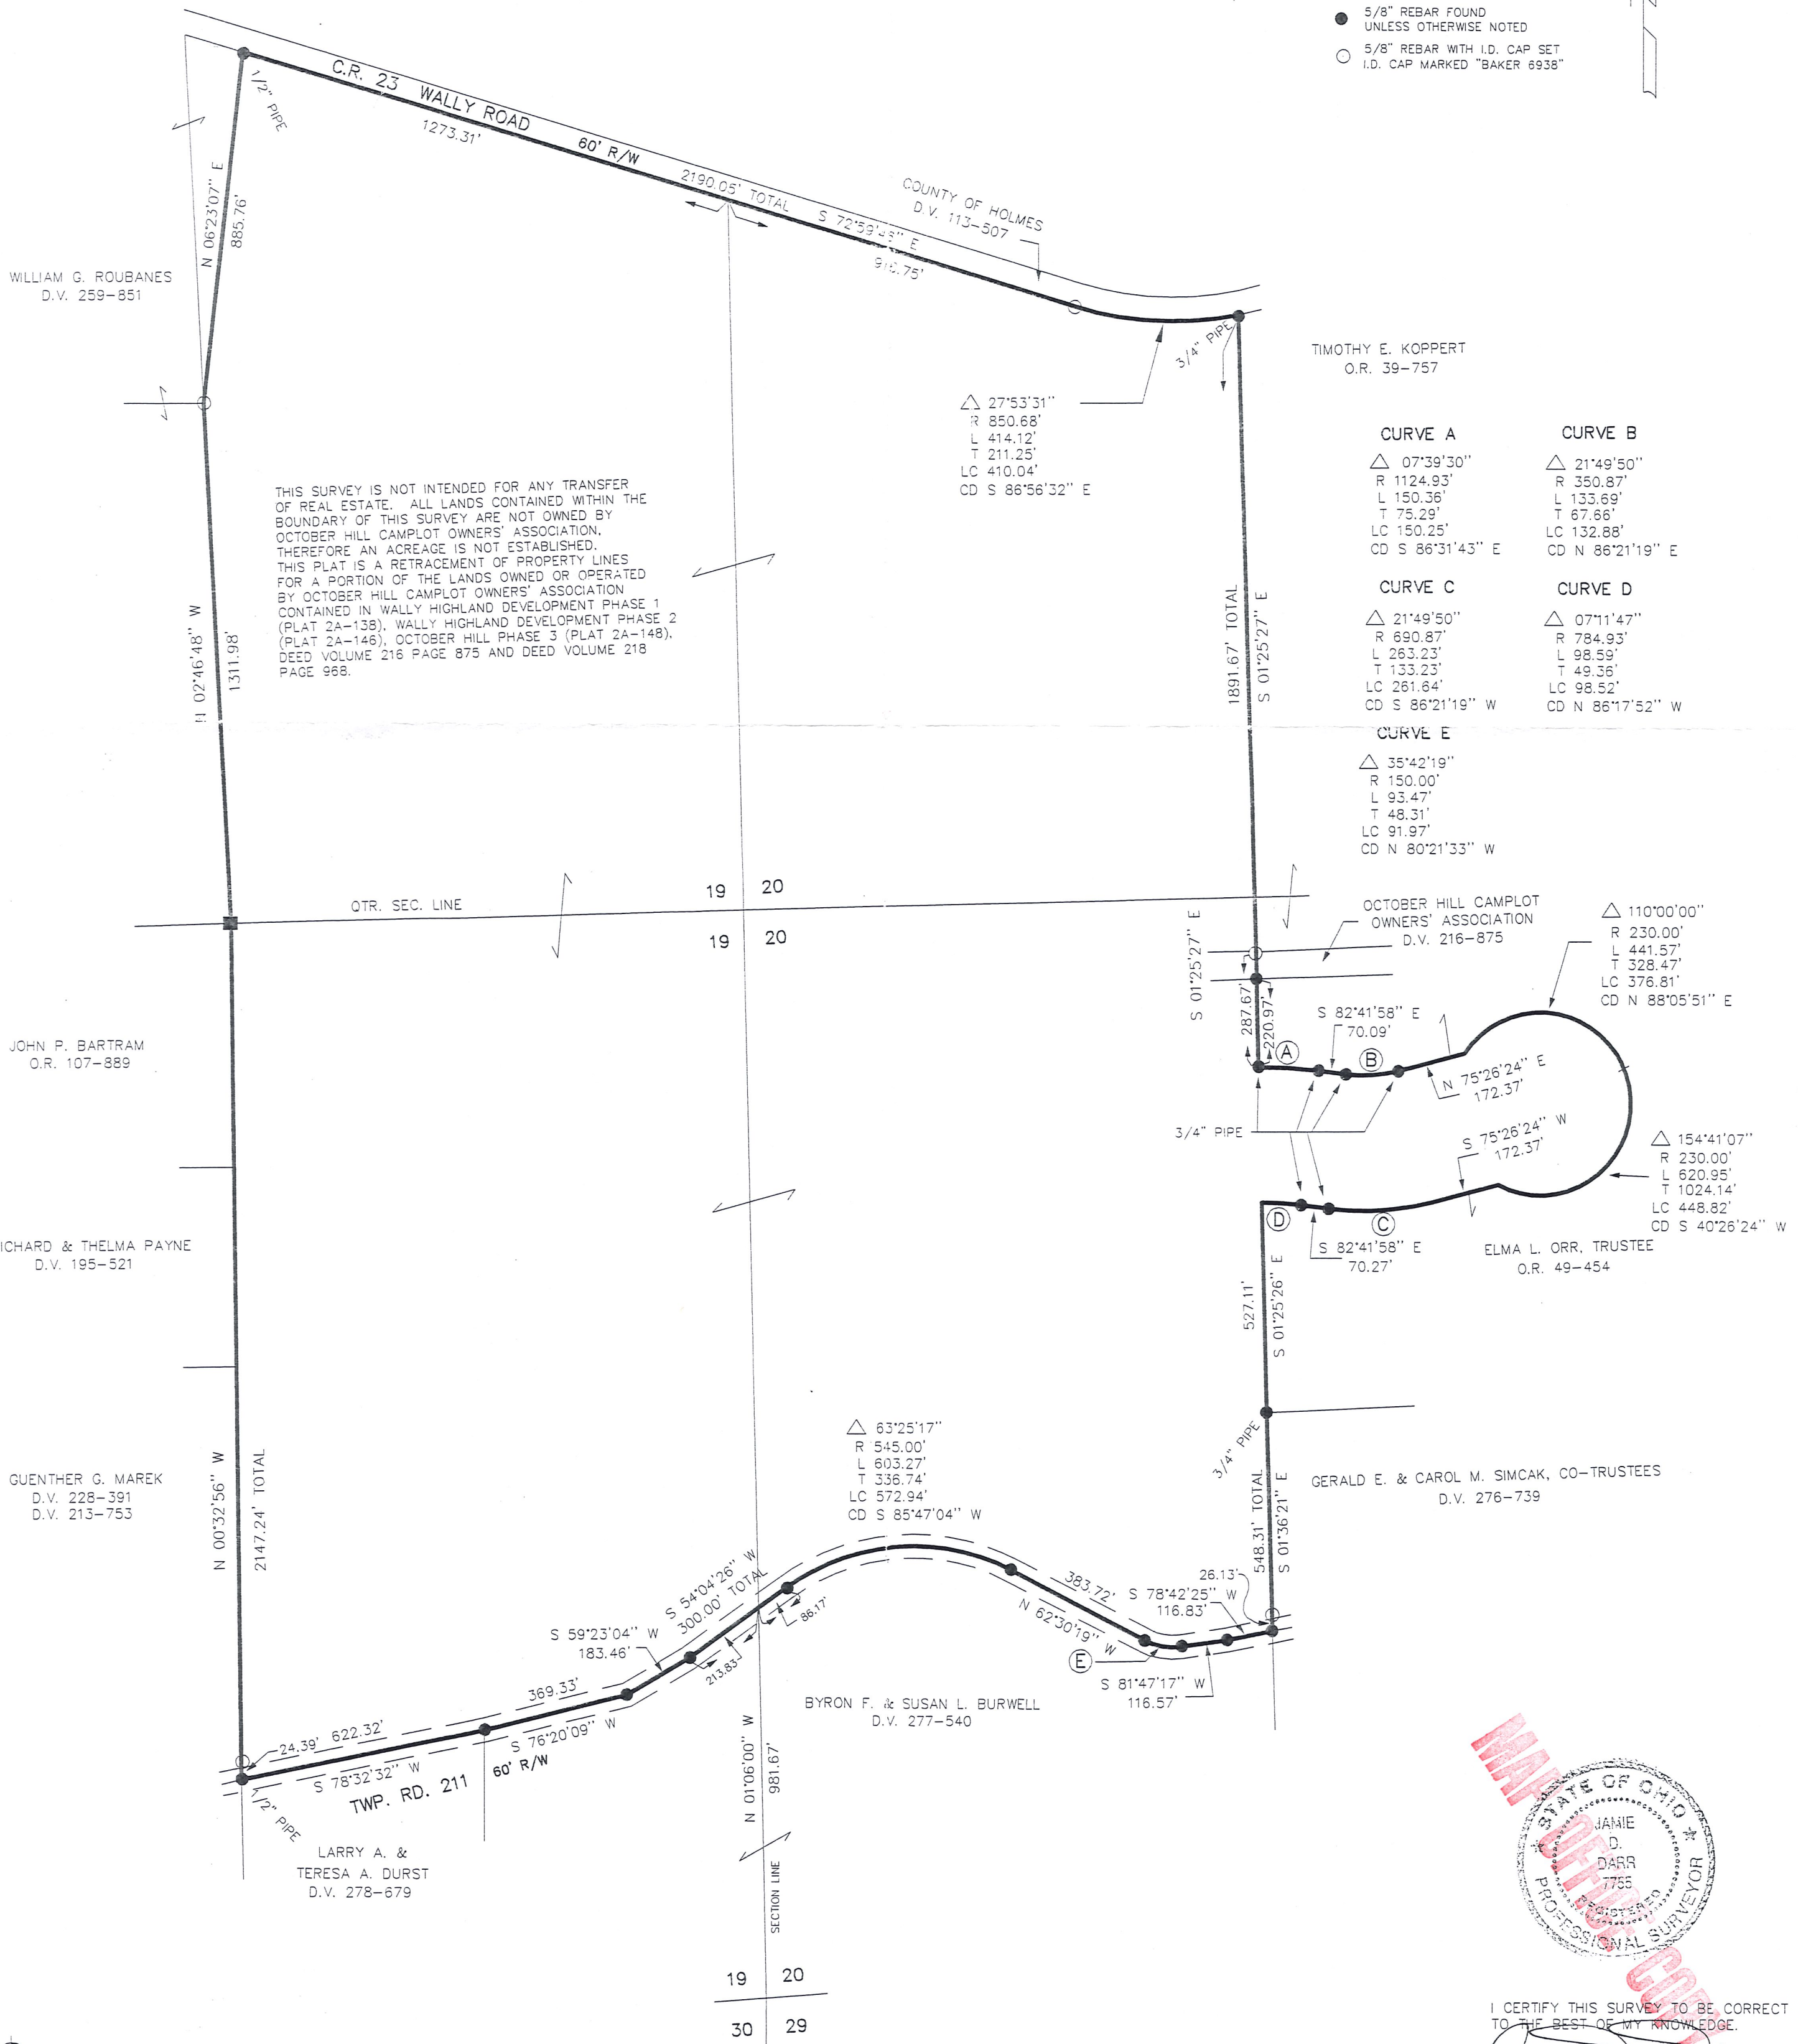 5/8" REBAR FOUND
UNLESS OTHERWISE NOTED
5/8" REBAR WITH I.D. CAP SET
I.D. CAP MARKED "BAKER 6938"
1/2" PIPE
C.R. 23 WALLY ROAD
1273.31'
60' R/W
2190.05' TOTAL
S 72°59'48" E
COUNTY OF HOLMES
D.V. 113-507
N 06°23'07" E
885.76'
WILLIAM G. ROUBANES
D.V. 259-851
3/4" PIPE
TIMOTHY E. KOPPERT
O.R. 39-757
△ 27°53'31"
R 850.68'
L 414.12'
T 211.25'
LC 410.04'
CD S 86°56'32" E
CURVE A
△ 07°39'30"
R 1124.93'
L 150.36'
T 75.29'
LC 150.25'
CD S 86°31'43" E
CURVE B
△ 21°49'50"
R 350.87'
L 133.69'
T 67.66'
LC 132.88'
CD N 86°21'19" E
CURVE C
△ 21°49'50"
R 690.87'
L 263.23'
T 133.23'
LC 261.64'
CD S 86°21'19" W
CURVE D
△ 07°11'47"
R 784.93'
L 98.59'
T 49.36'
LC 98.52'
CD N 86°17'52" W
CURVE E
△ 35°42'19"
R 150.00'
L 93.47'
T 48.31'
LC 91.97'
CD N 80°21'33" W
THIS SURVEY IS NOT INTENDED FOR ANY TRANSFER
OF REAL ESTATE. ALL LANDS CONTAINED WITHIN THE
BOUNDARY OF THIS SURVEY ARE NOT OWNED BY
OCTOBER HILL CAMPLOT OWNERS' ASSOCIATION,
THEREFORE AN ACREAGE IS NOT ESTABLISHED.
THIS PLAT IS A RETRACEMENT OF PROPERTY LINES
FOR A PORTION OF THE LANDS OWNED OR OPERATED
BY OCTOBER HILL CAMPLOT OWNERS' ASSOCIATION
CONTAINED IN WALLY HIGHLAND DEVELOPMENT PHASE 1
(PLAT 2A-138), WALLY HIGHLAND DEVELOPMENT PHASE 2
(PLAT 2A-146), OCTOBER HILL PHASE 3 (PLAT 2A-148),
DEED VOLUME 216 PAGE 875 AND DEED VOLUME 218
PAGE 968.
N 02°46'48" W
1311.98'
1891.67' TOTAL
S 01°25'27" E
QTR. SEC. LINE
19 20
19 20
OCTOBER HILL CAMPLOT
OWNERS' ASSOCIATION
D.V. 216-875
△ 110°00'00"
R 230.00'
L 441.57'
T 328.47'
LC 376.81'
CD N 88°05'51" E
S 01°25'27" E
287.67'
220.97'
A
S 82°41'58" E
70.09'
B
N 75°26'24" E
172.37'
3/4" PIPE
S 75°26'24" W
172.37'
△ 154°41'07"
R 230.00'
L 620.95'
T 1024.14'
LC 448.82'
CD S 40°26'24" W
JOHN P. BARTRAM
O.R. 107-889
D
C
S 82°41'58" E
70.27'
ELMA L. ORR, TRUSTEE
O.R. 49-454
ICHARD & THELMA PAYNE
D.V. 195-521
527.11'
S 01°25'26" E
3/4" PIPE
GERALD E. & CAROL M. SIMCAK, CO-TRUSTEES
D.V. 276-739
548.31' TOTAL
S 01°36'21" E
△ 63°25'17"
R 545.00'
L 603.27'
T 336.74'
LC 572.94'
CD S 85°47'04" W
GUENTHER G. MAREK
D.V. 228-391
D.V. 213-753
N 00°32'56" W
2147.24' TOTAL
26.13'
S 78°42'25" W
116.83'
383.72'
N 62°30'19" W
E
S 81°47'17" W
116.57'
S 54°04'26" W
300.00' TOTAL
86.17'
213.83'
S 59°23'04" W
183.46'
369.33'
S 76°20'09" W
24.39'
622.32'
S 78°32'32" W
TWP. RD. 211
60' R/W
1/2" PIPE
BYRON F. & SUSAN L. BURWELL
D.V. 277-540
N 01°06'00" W
981.67'
LARRY A. &
TERESA A. DURST
D.V. 278-679
SECTION LINE
19 20
30 29
MAP OFFICE COPY
STATE OF OHIO
JAMIE
D.
DARR
7755
REGISTERED
PROFESSIONAL SURVEYOR
I CERTIFY THIS SURVEY TO BE CORRECT
TO THE BEST OF MY KNOWLEDGE.